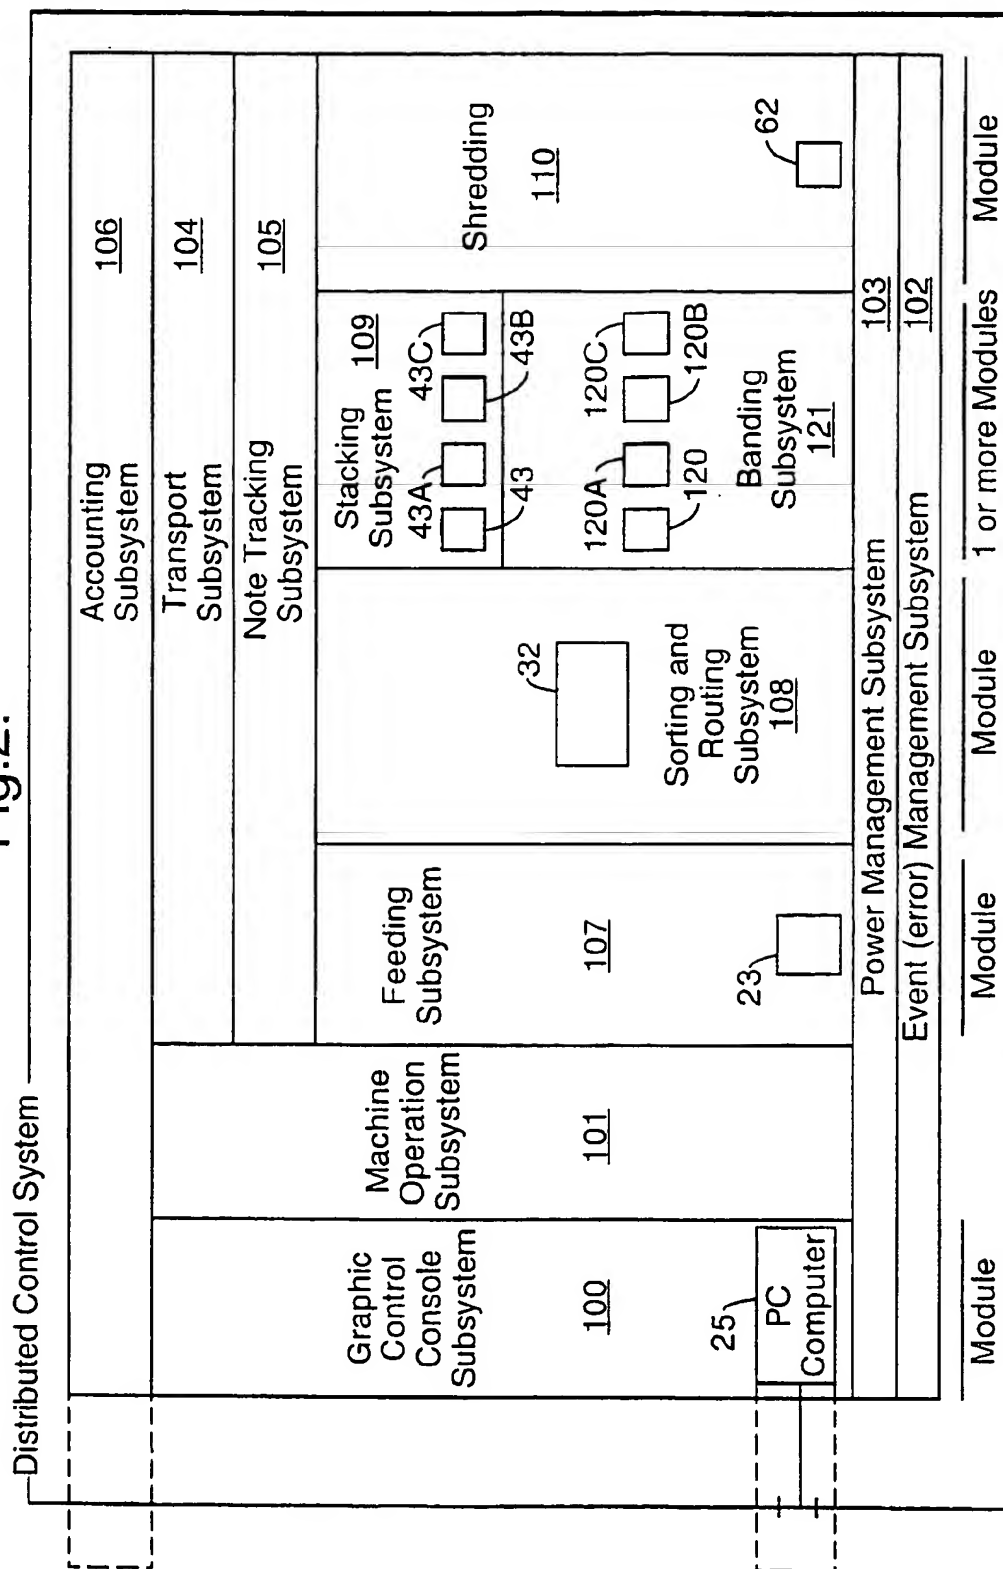 Fig.2.
Distributed Control System
Accounting
Subsystem
106
Transport
Subsystem
104
Note Tracking
Subsystem
105
Graphic
Control
Console
Subsystem
100
25
PC
Computer
Machine
Operation
Subsystem
101
Feeding
Subsystem
107
23
32
Sorting and
Routing
Subsystem
108
Stacking
Subsystem
109
43A
43C
43
43B
120A
120C
120
120B
Banding
Subsystem
121
Shredding
110
62
Power Management Subsystem
103
Event (error) Management Subsystem
102
Module
Module
Module
1 or more Modules
Module